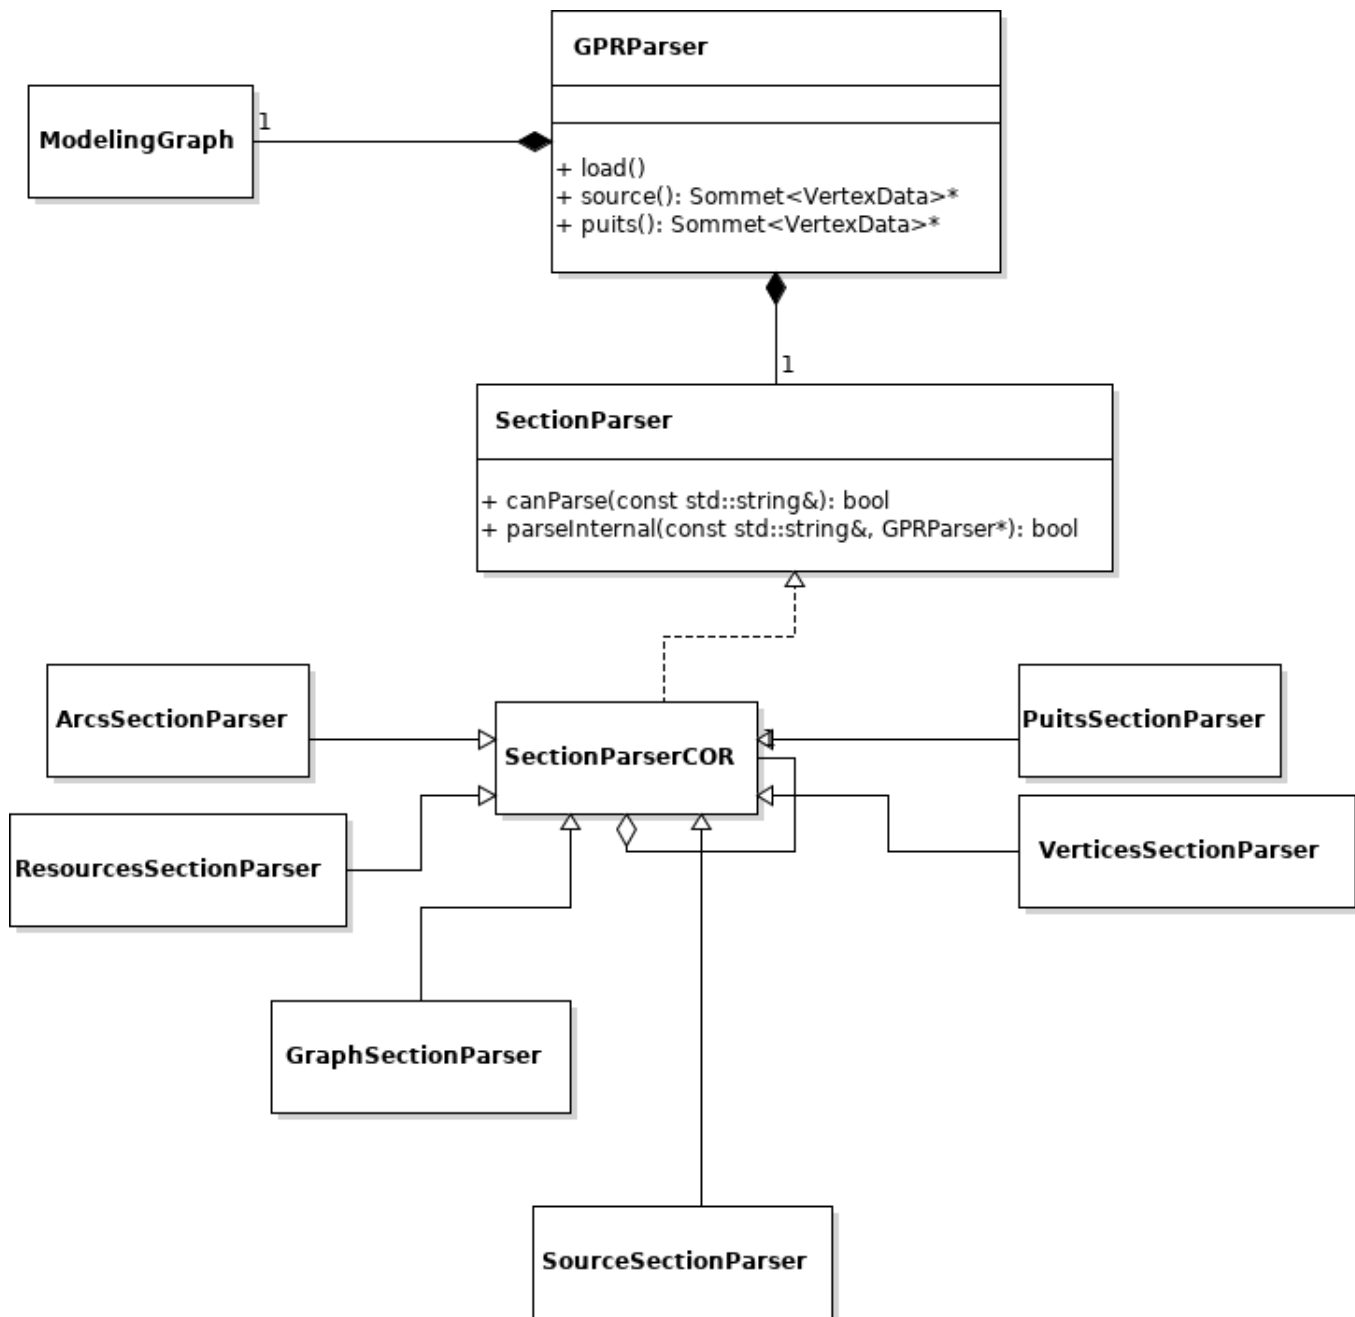 GPRParser
ModelingGraph
1
+ load()
+ source(): Sommet<VertexData>*
+ puits(): Sommet<VertexData>*
1
SectionParser
+ canParse(const std::string&): bool
+ parseInternal(const std::string&, GPRParser*): bool
ArcsSectionParser
SectionParserCOR
1
PuitsSectionParser
ResourcesSectionParser
VerticesSectionParser
GraphSectionParser
SourceSectionParser